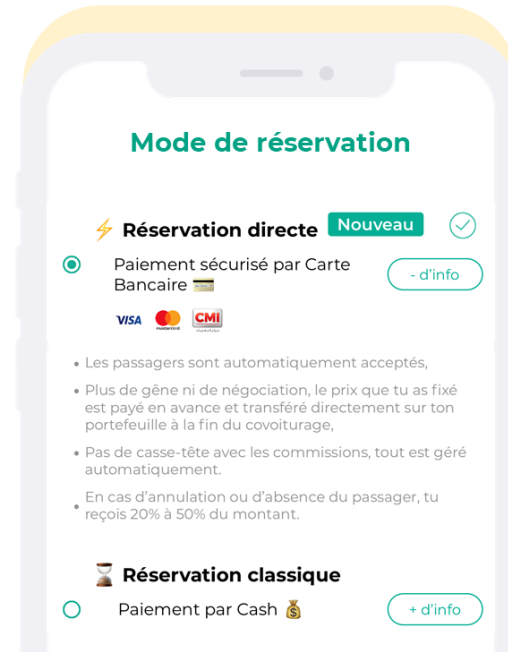 Mode de réservation
Réservation directe
Nouveau
Paiement sécurisé par Carte
Bancaire
- d'info
VISA
mastercard
CMI
• Les passagers sont automatiquement acceptés,
• Plus de gêne ni de négociation, le prix que tu as fixé
est payé en avance et transféré directement sur ton
portefeuille à la fin du covoiturage,
• Pas de casse-tête avec les commissions, tout est géré
automatiquement.
• En cas d'annulation ou d'absence du passager, tu
reçois 20% à 50% du montant.
Réservation classique
Paiement par Cash
+ d'info